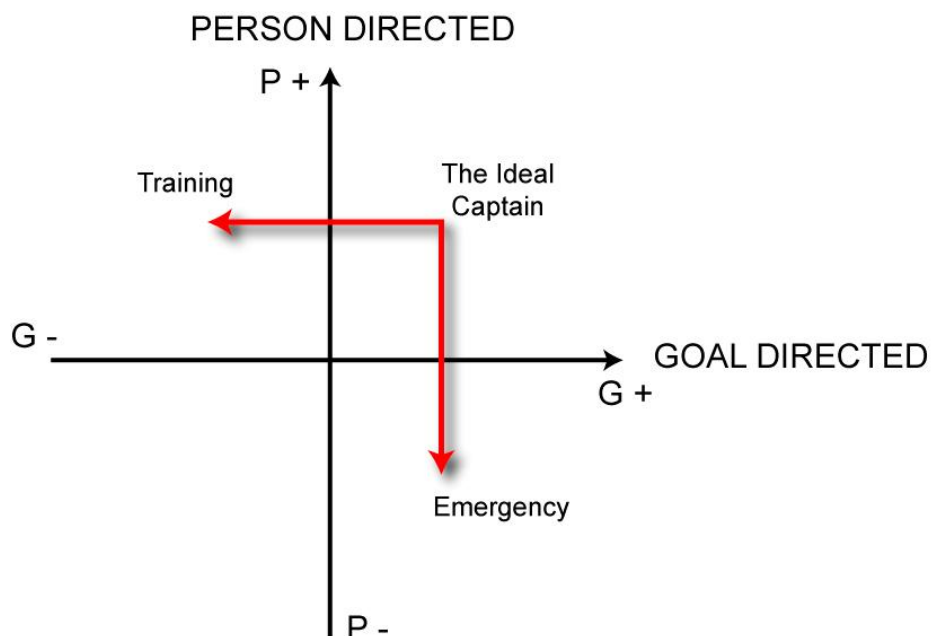 PERSON DIRECTED
P +
Training
The Ideal
Captain
G -
GOAL DIRECTED
G +
Emergency
P -